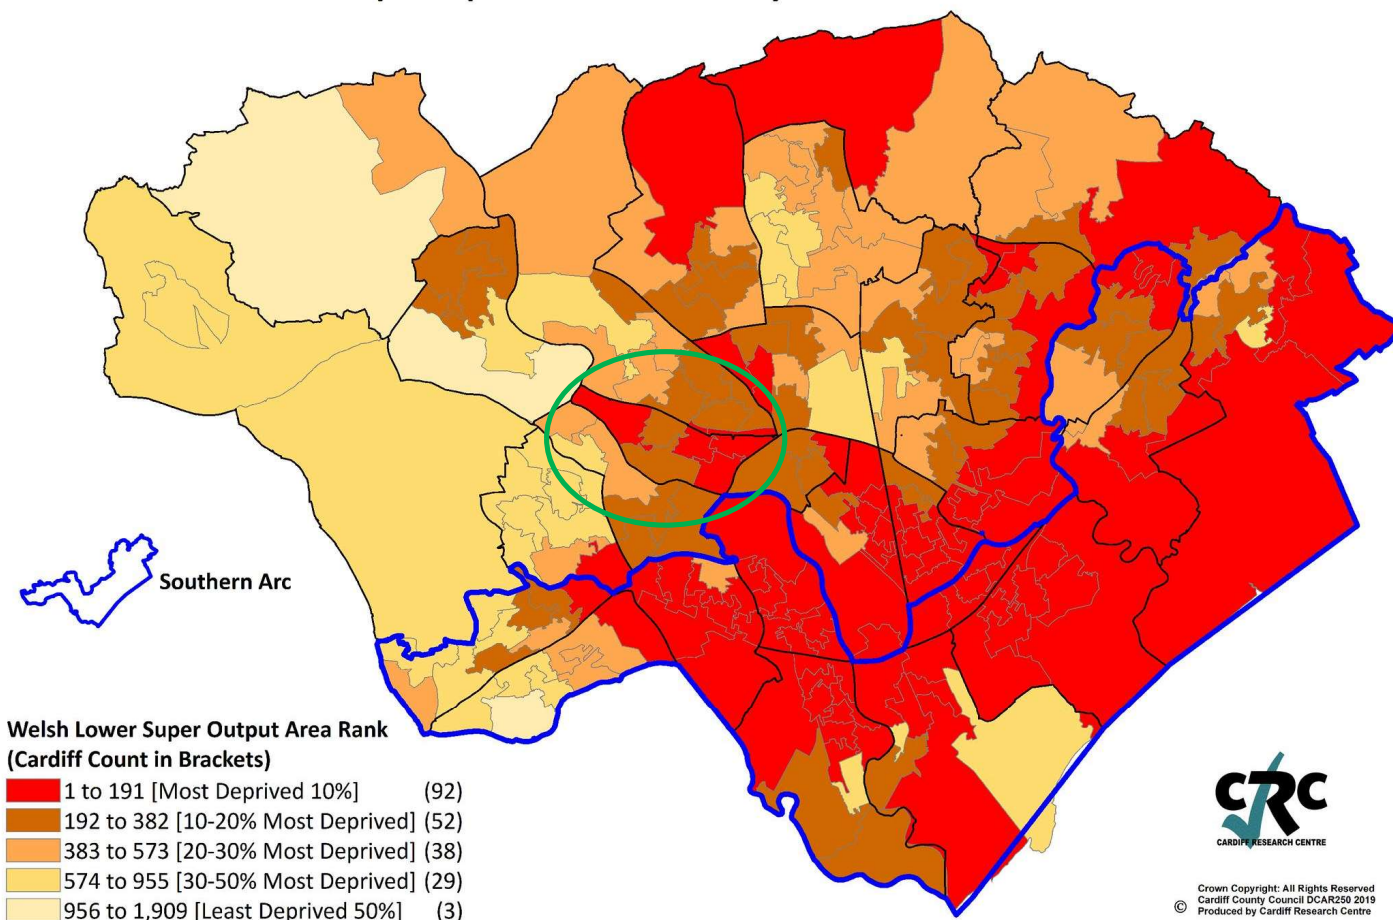 Southern Arc
Welsh Lower Super Output Area Rank
(Cardiff Count in Brackets)
1 to 191 [Most Deprived 10%] (92)
192 to 382 [10-20% Most Deprived] (52)
383 to 573 [20-30% Most Deprived] (38)
574 to 955 [30-50% Most Deprived] (29)
956 to 1,909 [Least Deprived 50%] (3)
CRC
CARDIFF RESEARCH CENTRE
Crown Copyright: All Rights Reserved
Cardiff County Council DCAR250 2019
© Produced by Cardiff Research Centre